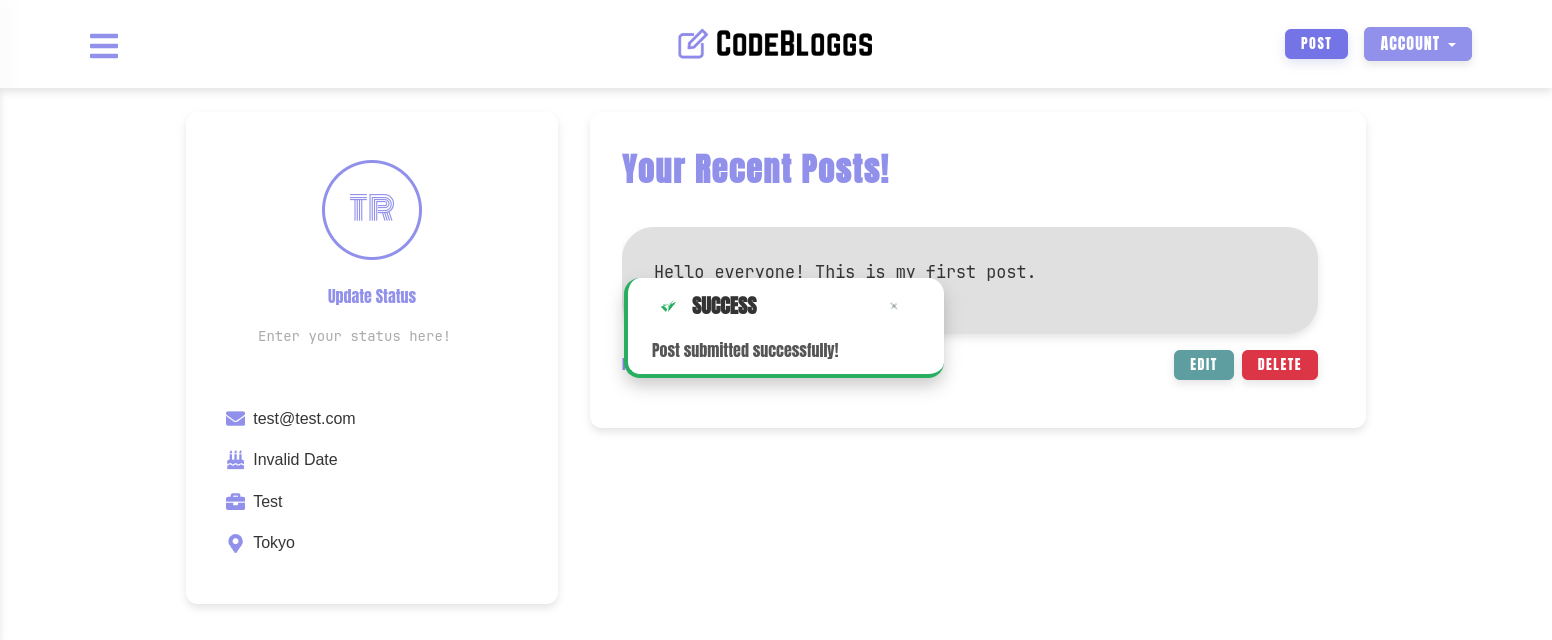 CodeBloggs
POST
ACCOUNT
TR
Update Status
Enter your status here!
test@test.com
Invalid Date
Test
Tokyo
Your Recent Posts!
Hello everyone! This is my first post.
SUCCESS
×
Post submitted successfully!
EDIT
DELETE